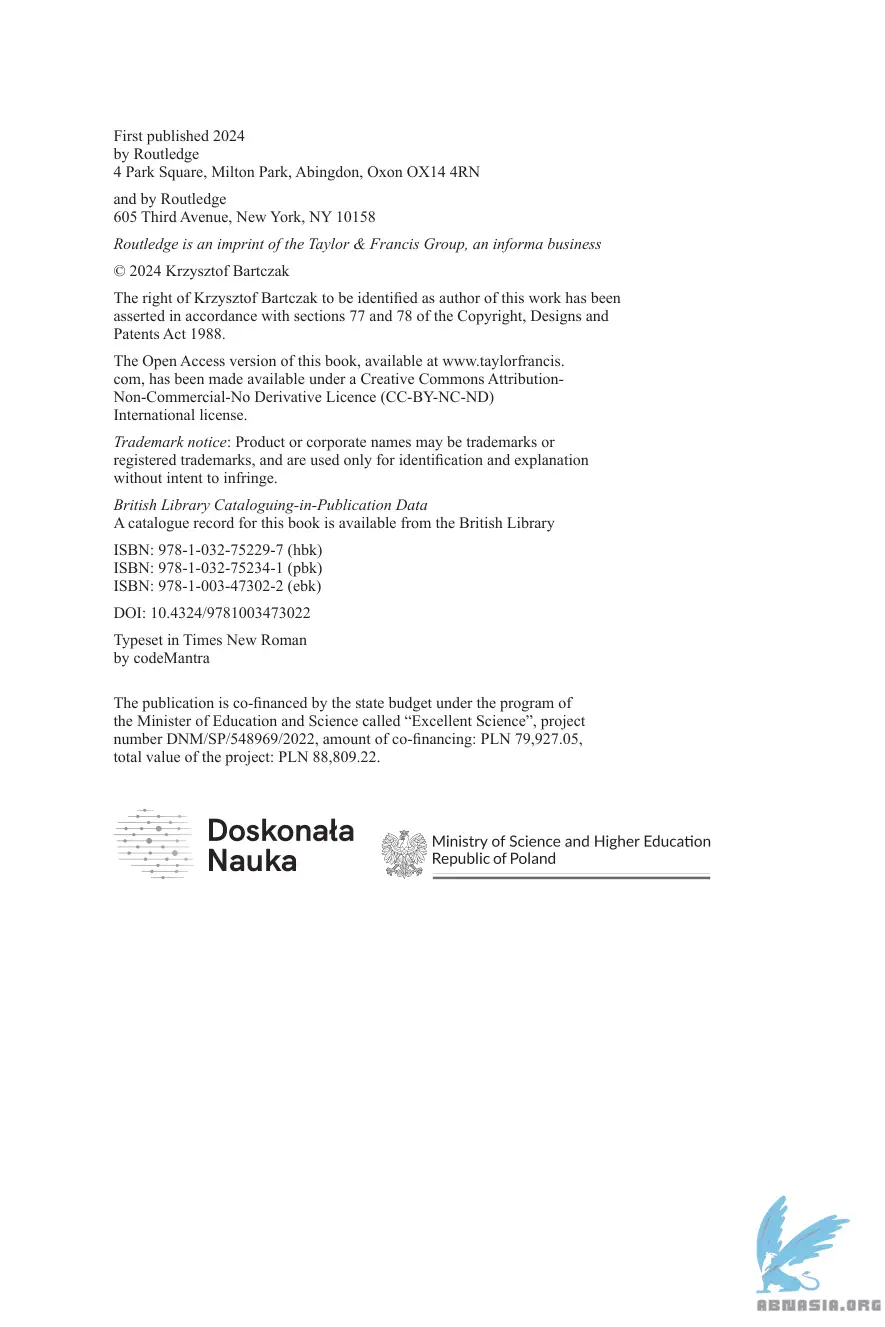 First published 2024
by Routledge
4 Park Square, Milton Park, Abingdon, Oxon OX14 4RN
and by Routledge
605 Third Avenue, New York, NY 10158
Routledge is an imprint of the Taylor & Francis Group, an informa business
© 2024 Krzysztof Bartczak
The right of Krzysztof Bartczak to be identified as author of this work has been
asserted in accordance with sections 77 and 78 of the Copyright, Designs and
Patents Act 1988.
The Open Access version of this book, available at www.taylorfrancis.
com, has been made available under a Creative Commons Attribution-
Non-Commercial-No Derivative Licence (CC-BY-NC-ND)
International license.
Trademark notice: Product or corporate names may be trademarks or
registered trademarks, and are used only for identification and explanation
without intent to infringe.
British Library Cataloguing-in-Publication Data
A catalogue record for this book is available from the British Library
ISBN: 978-1-032-75229-7 (hbk)
ISBN: 978-1-032-75234-1 (pbk)
ISBN: 978-1-003-47302-2 (ebk)
DOI: 10.4324/9781003473022
Typeset in Times New Roman
by codeMantra
The publication is co-financed by the state budget under the program of
the Minister of Education and Science called “Excellent Science”, project
number DNM/SP/548969/2022, amount of co-financing: PLN 79,927.05,
total value of the project: PLN 88,809.22.
Doskonała
Nauka
Ministry of Science and Higher Education
Republic of Poland
ABNASIA.ORG